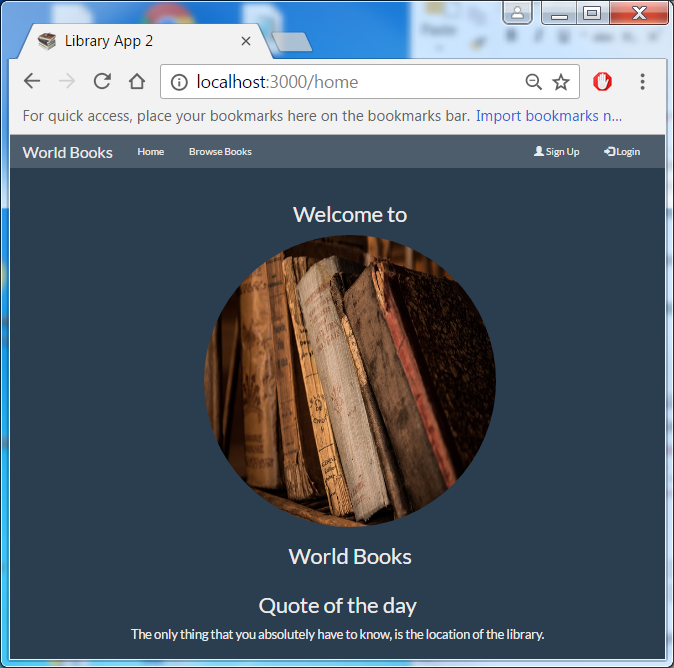 Library App 2
localhost:3000/home
For quick access, place your bookmarks here on the bookmarks bar. Import bookmarks n...
World Books Home Browse Books Sign Up Login
Welcome to
World Books
Quote of the day
The only thing that you absolutely have to know, is the location of the library.